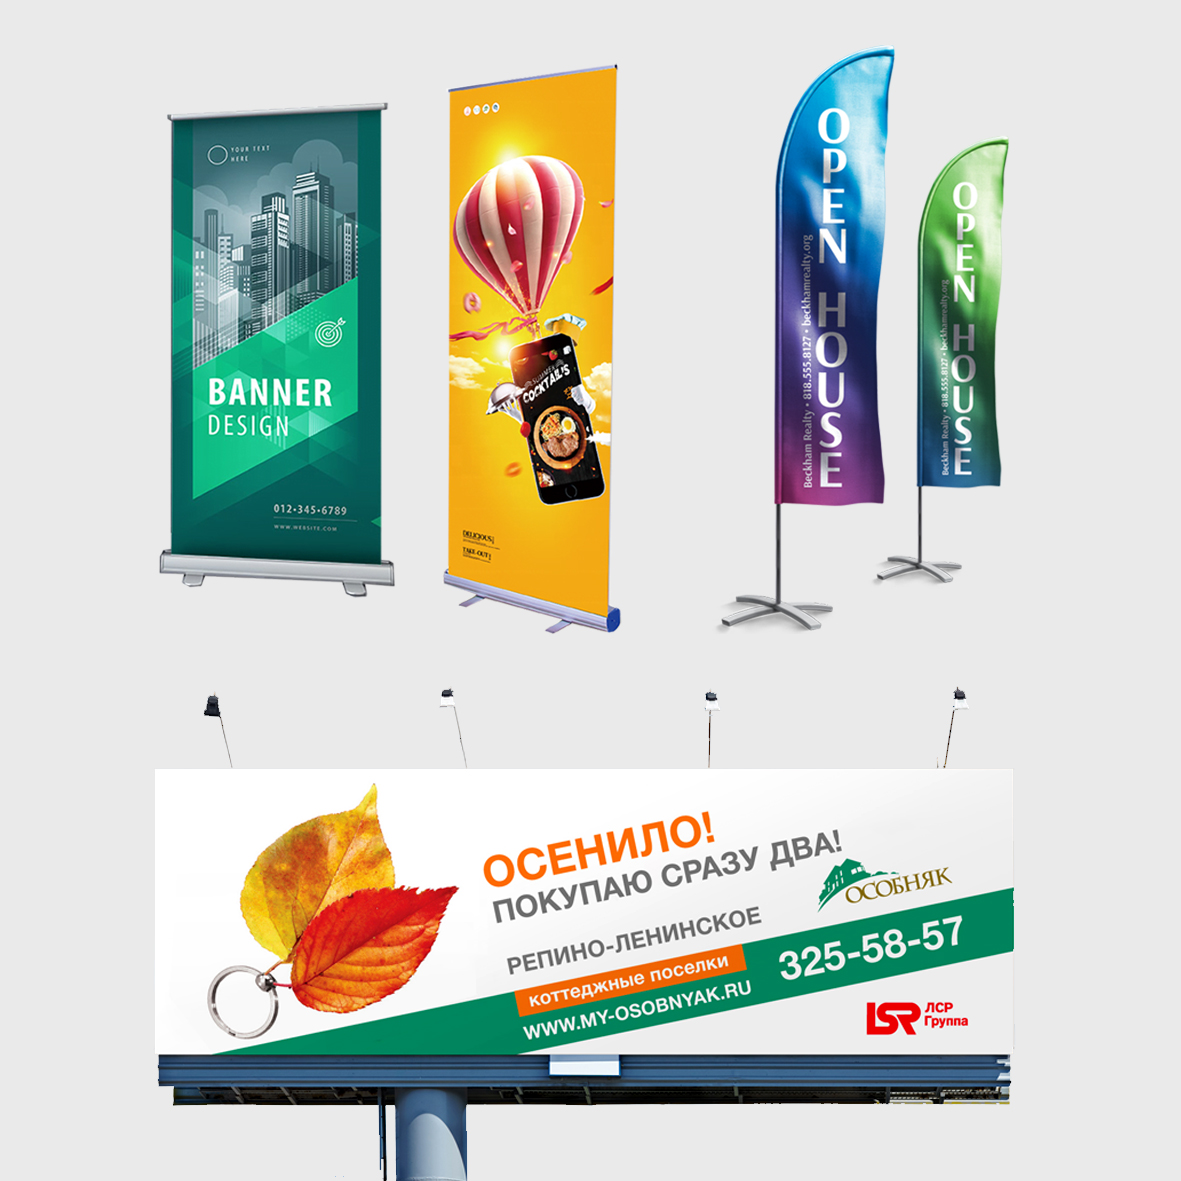 YOUR TEXT
HERE
BANNER
DESIGN
012•345•6789
WWW.WEBSITE.COM
COCKTAILS
DELICIOUS
TAKE-OUT
OPEN HOUSE
Beckham Realty • 818.555.8127 • beckhamrealty.org
OPEN HOUSE
Beckham Realty • 818.555.8127 • beckhamrealty.org
ОСЕНИЛО!
ПОКУПАЮ СРАЗУ ДВА!
ОСОБНЯК
РЕПИНО-ЛЕНИНСКОЕ
коттеджные поселки
325-58-57
WWW.MY-OSOBNYAK.RU
LSR ЛСР
Группа